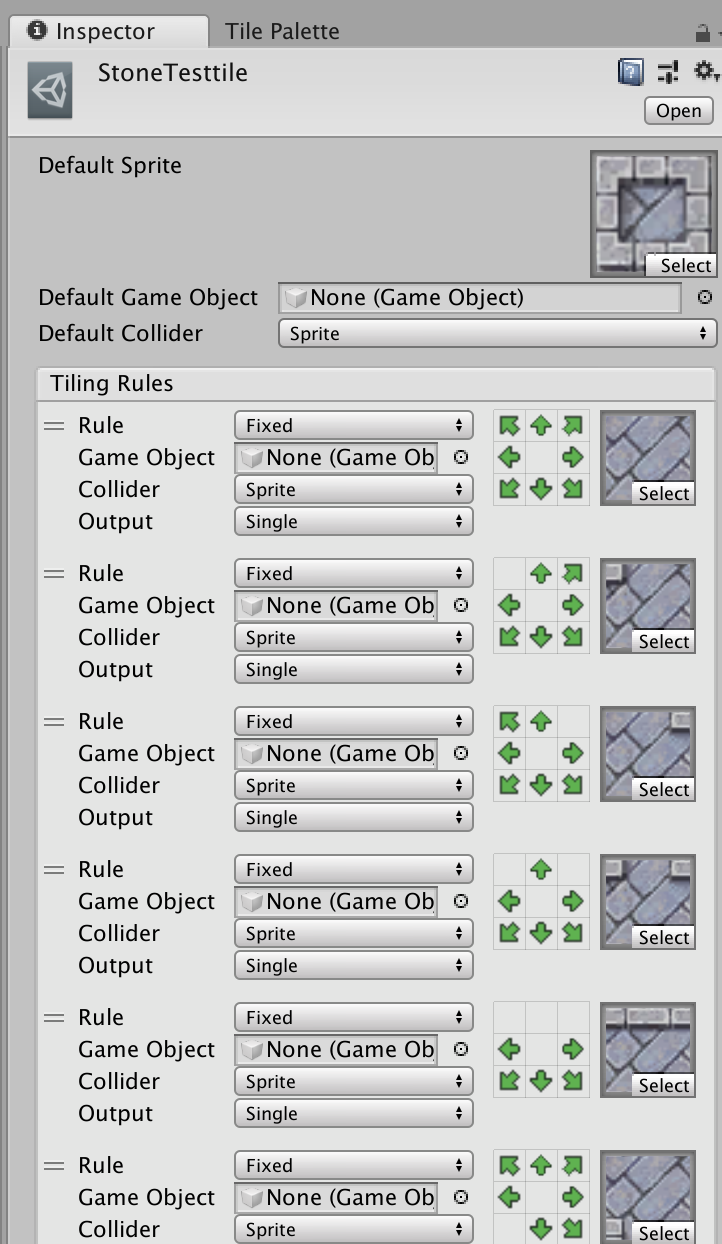 Inspector
Tile Palette
StoneTesttile
Open
Default Sprite
Select
Default Game Object
None (Game Object)
Default Collider
Sprite
Tiling Rules
Rule
Fixed
Game Object
None (Game Ob
Collider
Sprite
Select
Output
Single
Rule
Fixed
Game Object
None (Game Ob
Collider
Sprite
Select
Output
Single
Rule
Fixed
Game Object
None (Game Ob
Collider
Sprite
Select
Output
Single
Rule
Fixed
Game Object
None (Game Ob
Collider
Sprite
Select
Output
Single
Rule
Fixed
Game Object
None (Game Ob
Collider
Sprite
Select
Output
Single
Rule
Fixed
Game Object
None (Game Ob
Collider
Sprite
Select